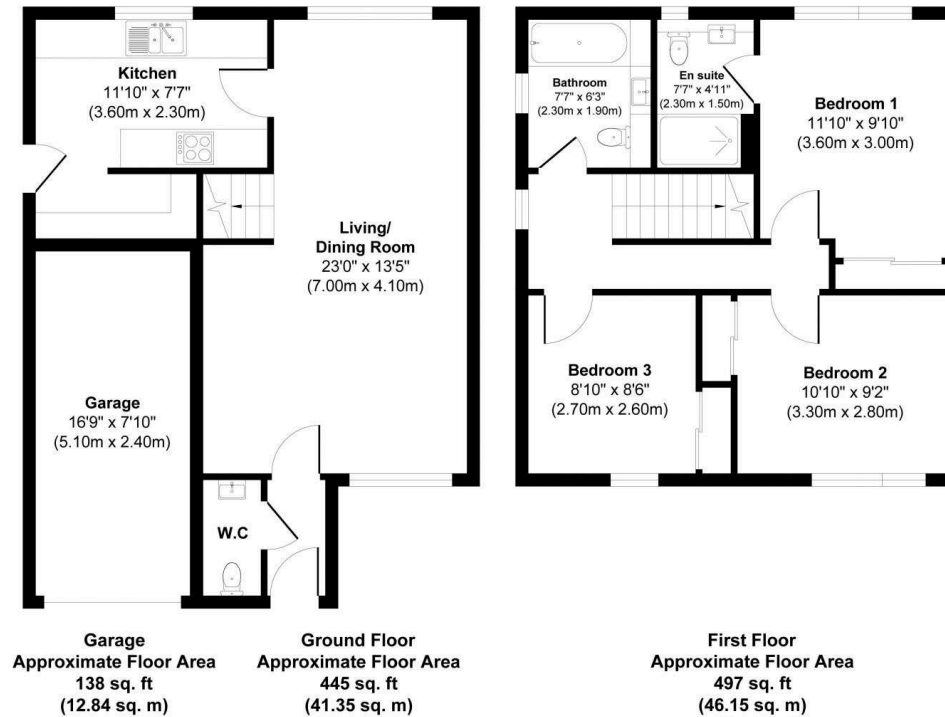 Kitchen
11'10" x 7'7"
(3.60m x 2.30m)
Living/
Dining Room
23'0" x 13'5"
(7.00m x 4.10m)
Garage
16'9" x 7'10"
(5.10m x 2.40m)
W.C
Bathroom
7'7" x 6'3"
(2.30m x 1.90m)
En suite
7'7" x 4'11"
(2.30m x 1.50m)
Bedroom 1
11'10" x 9'10"
(3.60m x 3.00m)
Bedroom 3
8'10" x 8'6"
(2.70m x 2.60m)
Bedroom 2
10'10" x 9'2"
(3.30m x 2.80m)
Garage
Approximate Floor Area
138 sq. ft
(12.84 sq. m)
Ground Floor
Approximate Floor Area
445 sq. ft
(41.35 sq. m)
First Floor
Approximate Floor Area
497 sq. ft
(46.15 sq. m)